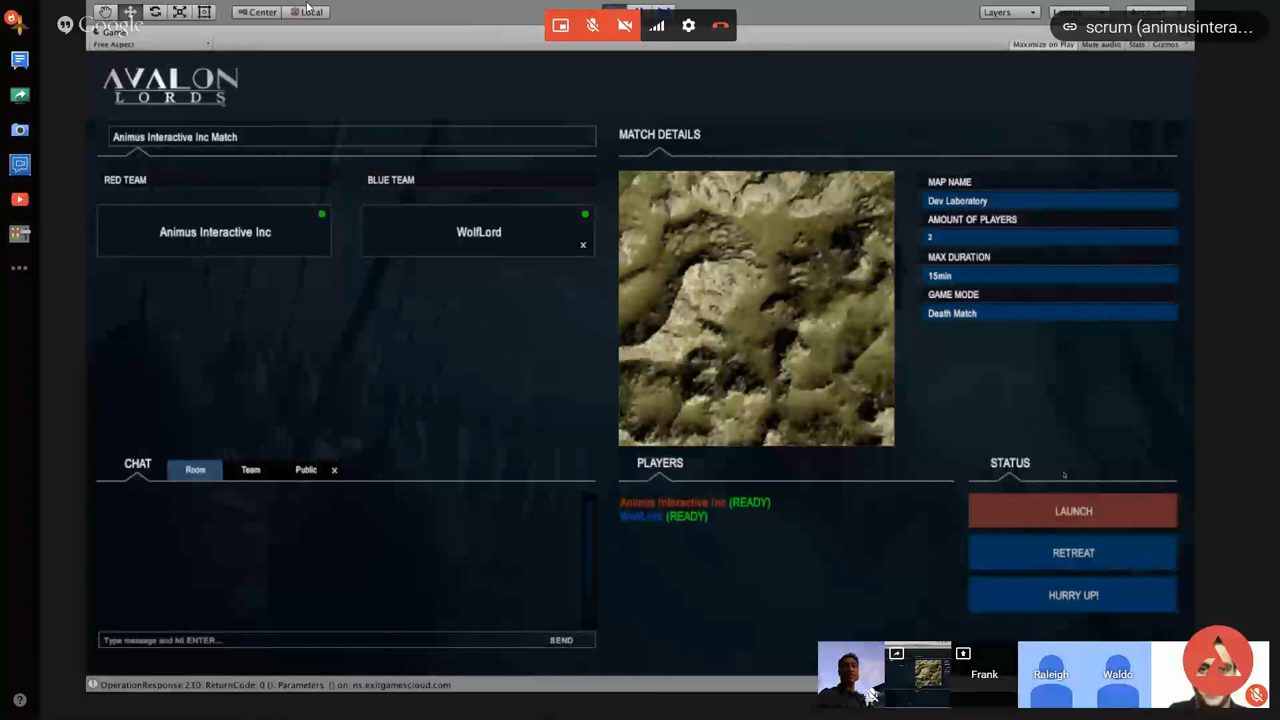 Center
Local
Layers
Account
Google
scrum (animusintera...
Game
Free Aspect
Maximize on Play
Mute audio
Stats
Gizmos
AVALON
LORDS
Animus Interactive Inc Match
MATCH DETAILS
RED TEAM
BLUE TEAM
Animus Interactive Inc
WolfLord
x
MAP NAME
Dev Laboratory
AMOUNT OF PLAYERS
2
MAX DURATION
15min
GAME MODE
Death Match
CHAT
Room
Team
Public
x
PLAYERS
Animus Interactive Inc (READY)
WolfLord (READY)
STATUS
LAUNCH
RETREAT
HURRY UP!
Type message and hit ENTER...
SEND
OperationResponse 230: ReturnCode: 0 (). Parameters: () on ns.exitgamescloud.com
Frank
Raleigh
Waldo